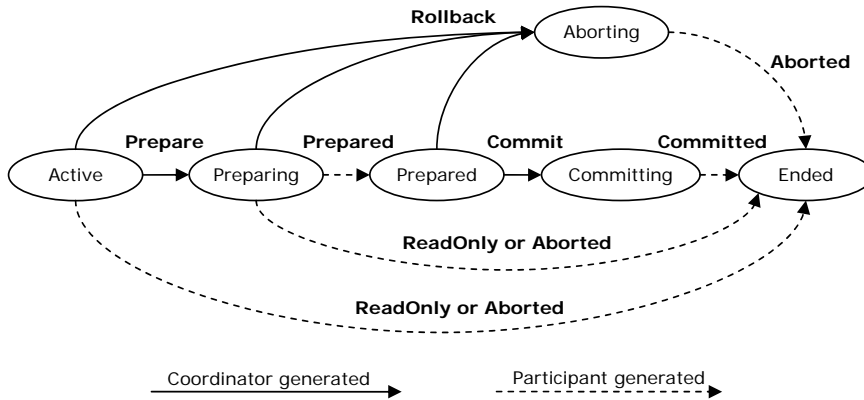 Rollback
Aborting
Aborted
Prepare
Prepared
Commit
Committed
Active
Preparing
Prepared
Committing
Ended
ReadOnly or Aborted
ReadOnly or Aborted
Coordinator generated
Participant generated